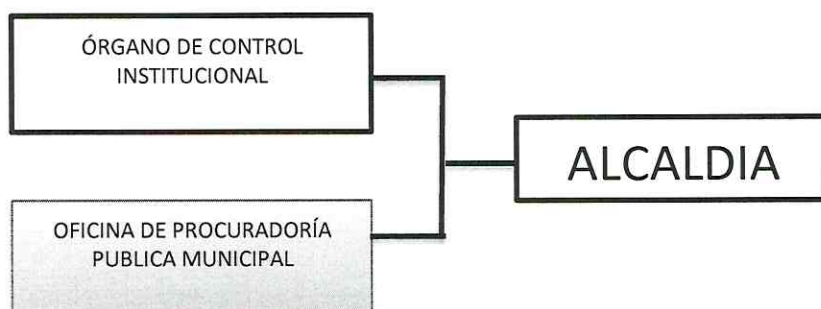 ÓRGANO DE CONTROL
INSTITUCIONAL
OFICINA DE PROCURADORÍA
PUBLICA MUNICIPAL
ALCALDIA